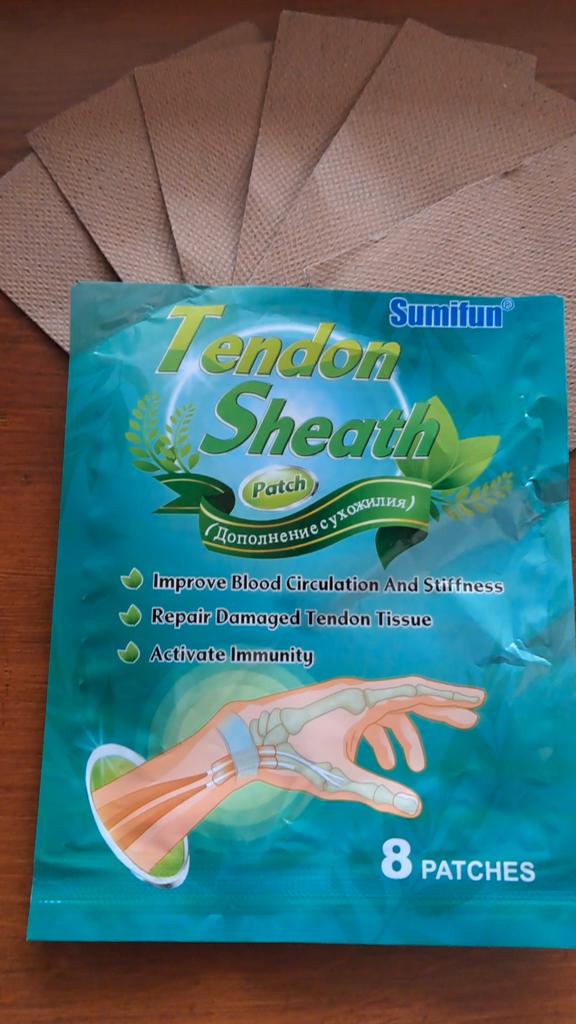 Sumifun®
Tendon
Sheath
Patch
(Дополнение сухожилия)
Improve Blood Circulation And Stiffness
Repair Damaged Tendon Tissue
Activate Immunity
8 PATCHES